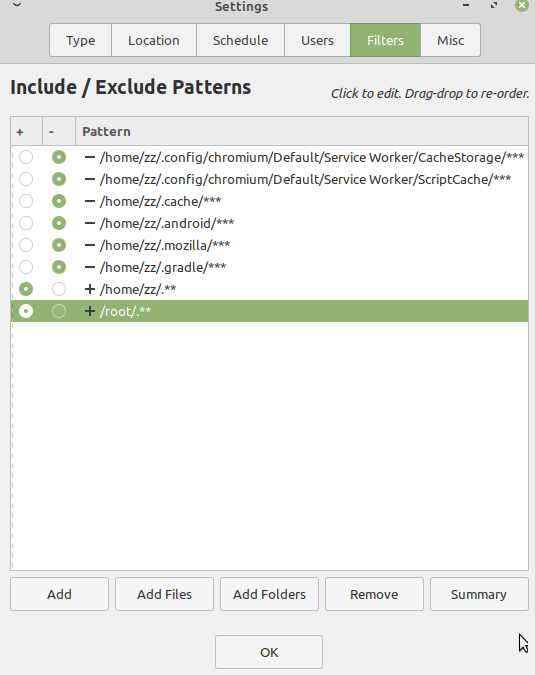 Settings
Type Location Schedule Users Filters Misc
Include / Exclude Patterns
Click to edit. Drag-drop to re-order.
+ - Pattern
− /home/zz/.config/chromium/Default/Service Worker/CacheStorage/***
− /home/zz/.config/chromium/Default/Service Worker/ScriptCache/***
− /home/zz/.cache/***
− /home/zz/.android/***
− /home/zz/.mozilla/***
− /home/zz/.gradle/***
+ /home/zz/.**
+ /root/.**
Add Add Files Add Folders Remove Summary
OK